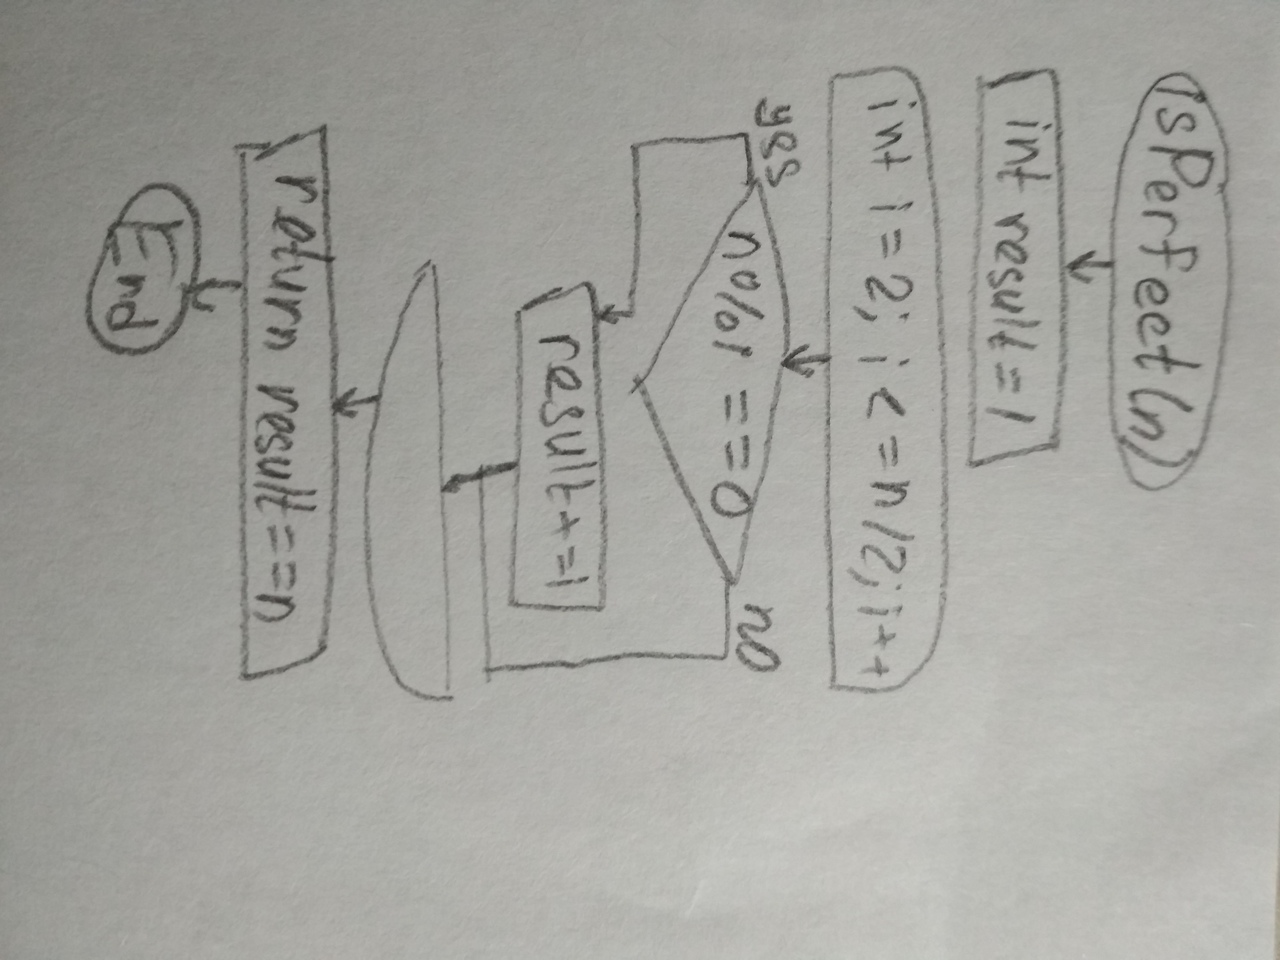 isPerfect(n)
int result = 1
int i = 2; i <= n/2; i++
yes
n%i == 0
no
result += i
return result == n
End